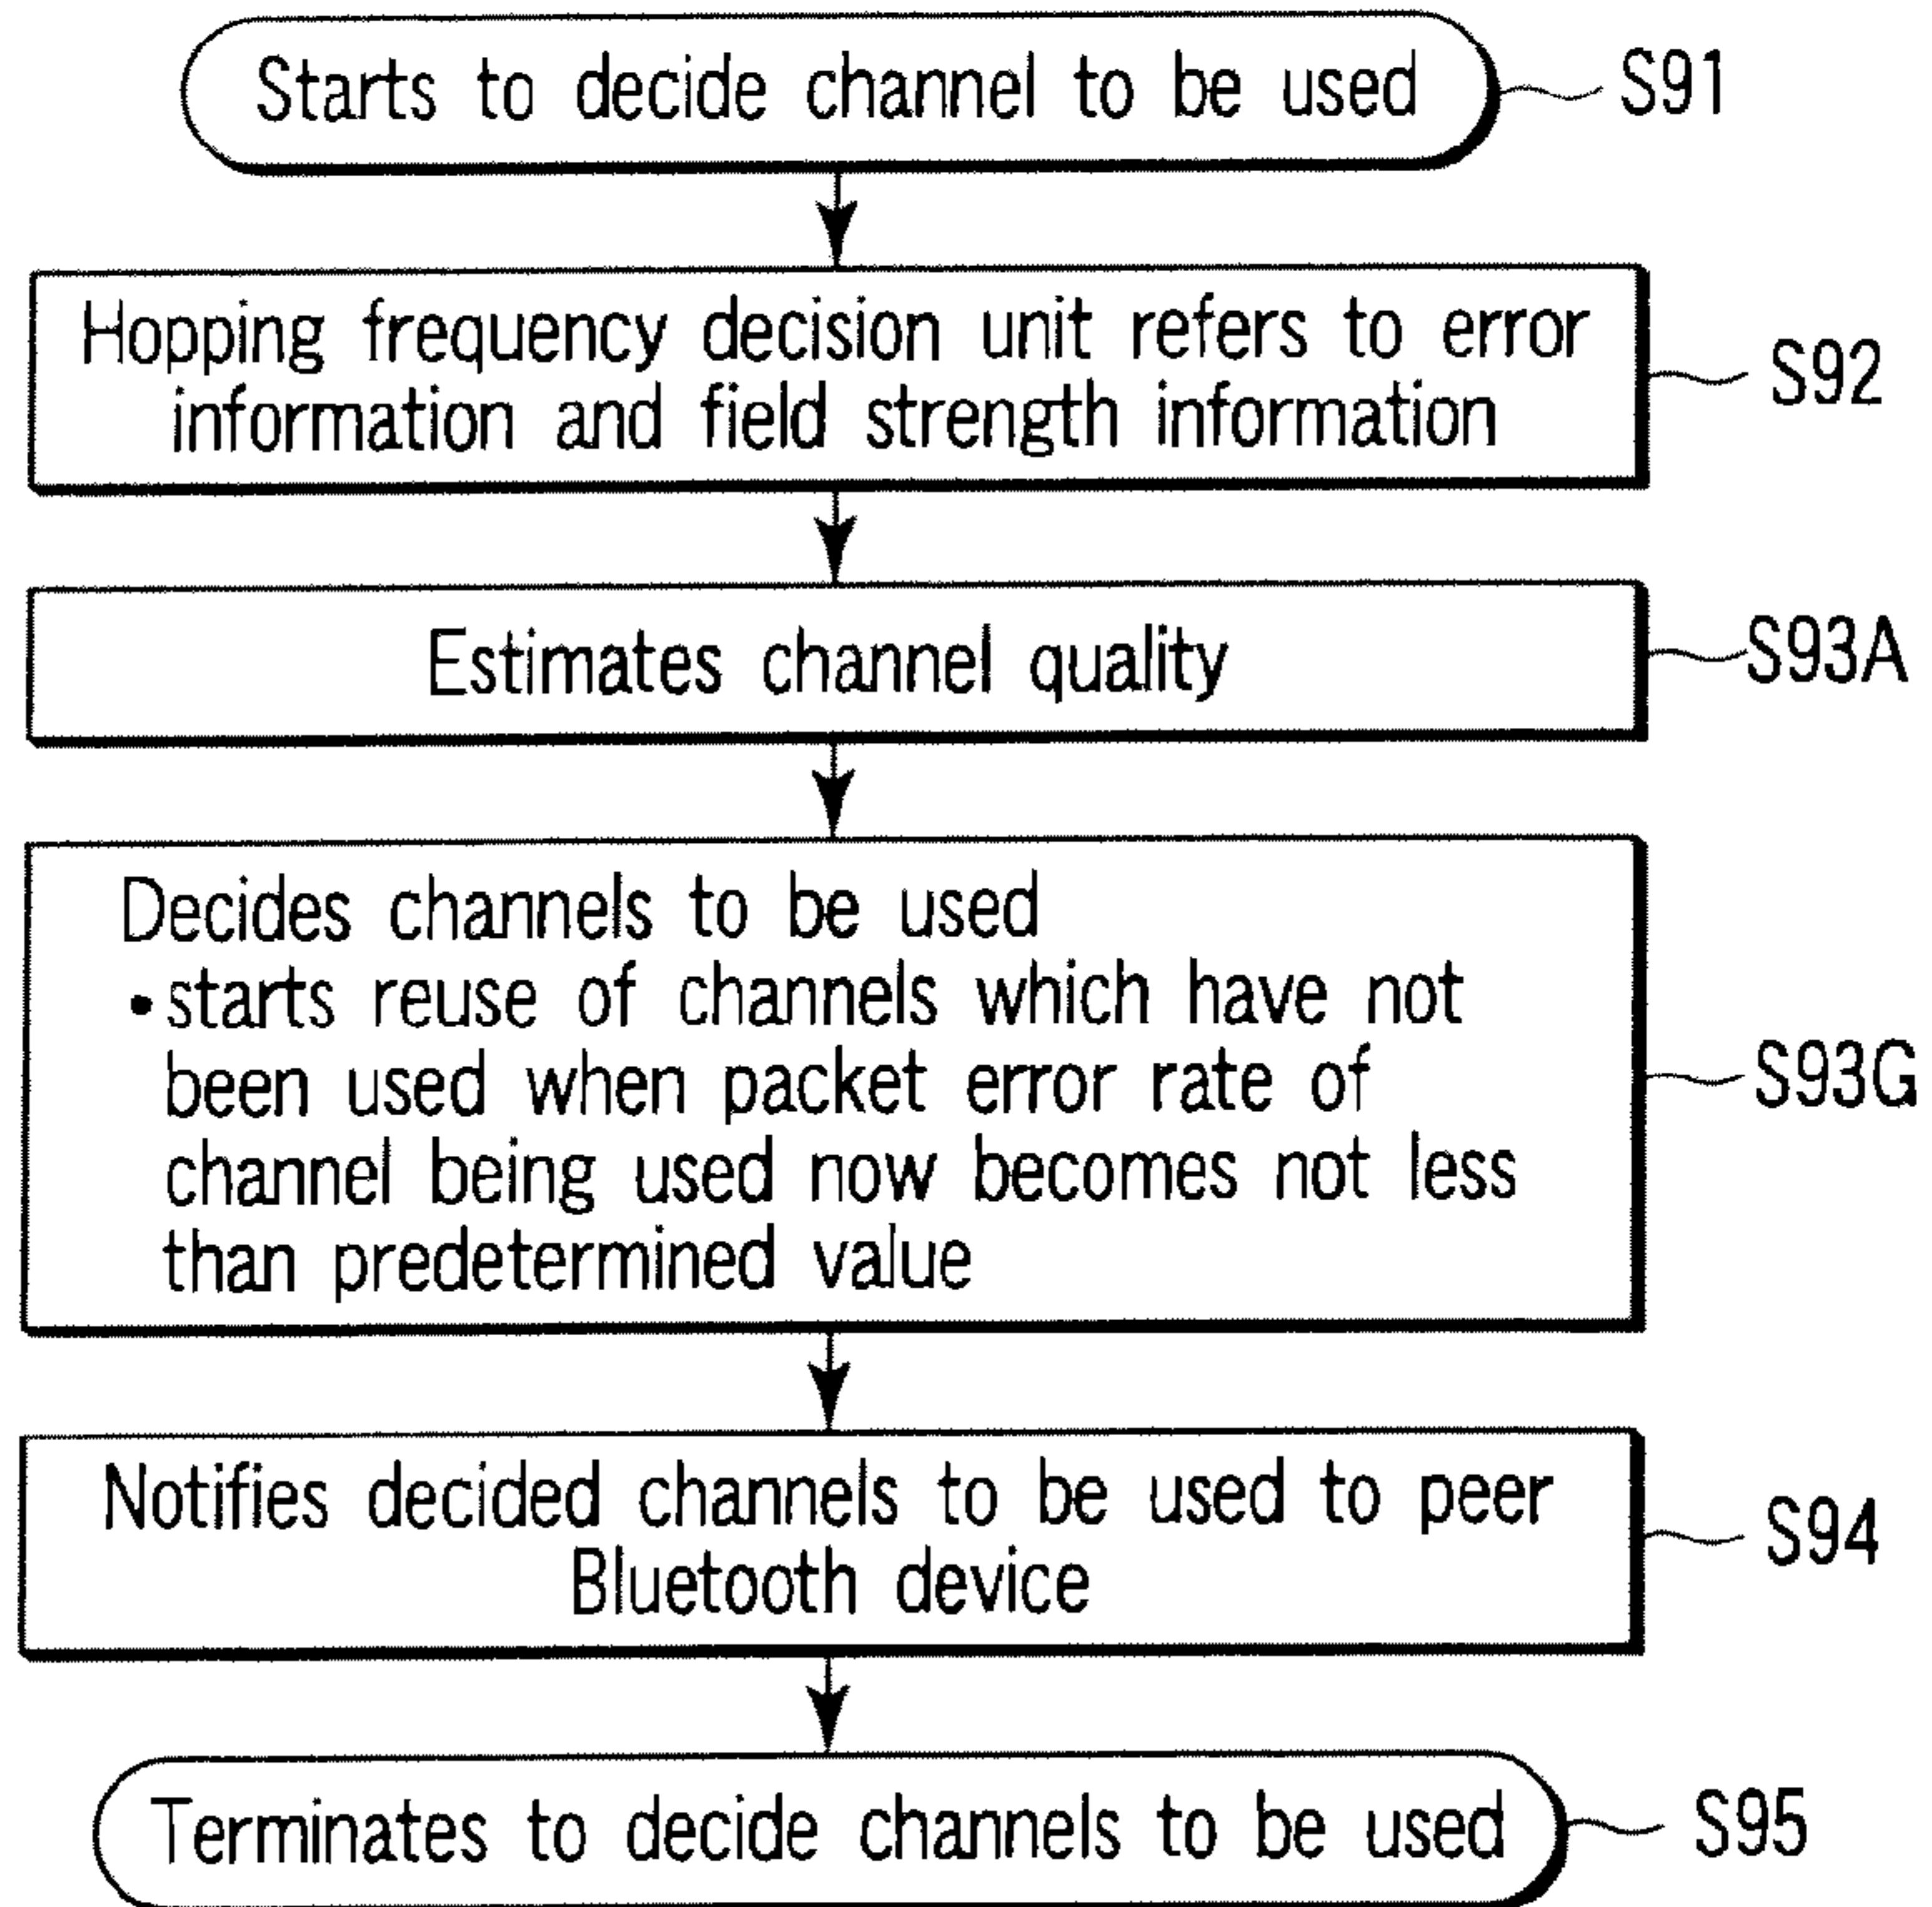 Starts to decide channel to be used
S91
Hopping frequency decision unit refers to error
information and field strength information
S92
Estimates channel quality
S93A
Decides channels to be used
•starts reuse of channels which have not
been used when packet error rate of
channel being used now becomes not less
than predetermined value
S93G
Notifies decided channels to be used to peer
Bluetooth device
S94
Terminates to decide channels to be used
S95